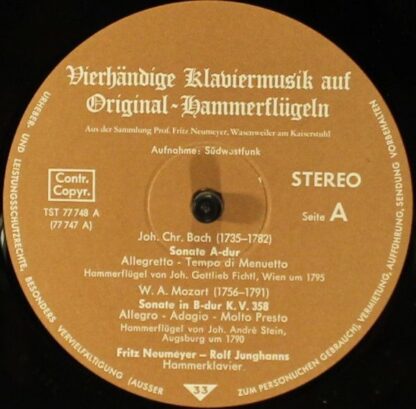 Vierhändige Klaviermusik auf
Original-Hammerflügeln
Aus der Sammlung Prof. Fritz Neumeyer, Wasenweiler am Kaiserstuhl
Aufnahme: Südwestfunk
Contr.
Copyr.
STEREO
TST 77748 A
(77 747 A)
Seite A
Joh. Chr. Bach (1735–1782)
Sonate A-dur
Allegretto - Tempo di Menuetto
Hammerflügel von Joh. Gottlieb Fichtl, Wien um 1795
W. A. Mozart (1756–1791)
Sonate in B-dur K. V. 358
Allegro - Adagio - Molto Presto
Hammerflügel von Joh. André Stein,
Augsburg um 1790
Fritz Neumeyer – Rolf Junghanns
Hammerklavier
33
URHEBER- UND LEISTUNGSSCHUTZRECHTE, BESONDERS VERVIELFÄLTIGUNG (AUSSER ZUM PERSÖNLICHEN GEBRAUCH), VERMIETUNG, AUFFÜHRUNG, SENDUNG VORBEHALTEN